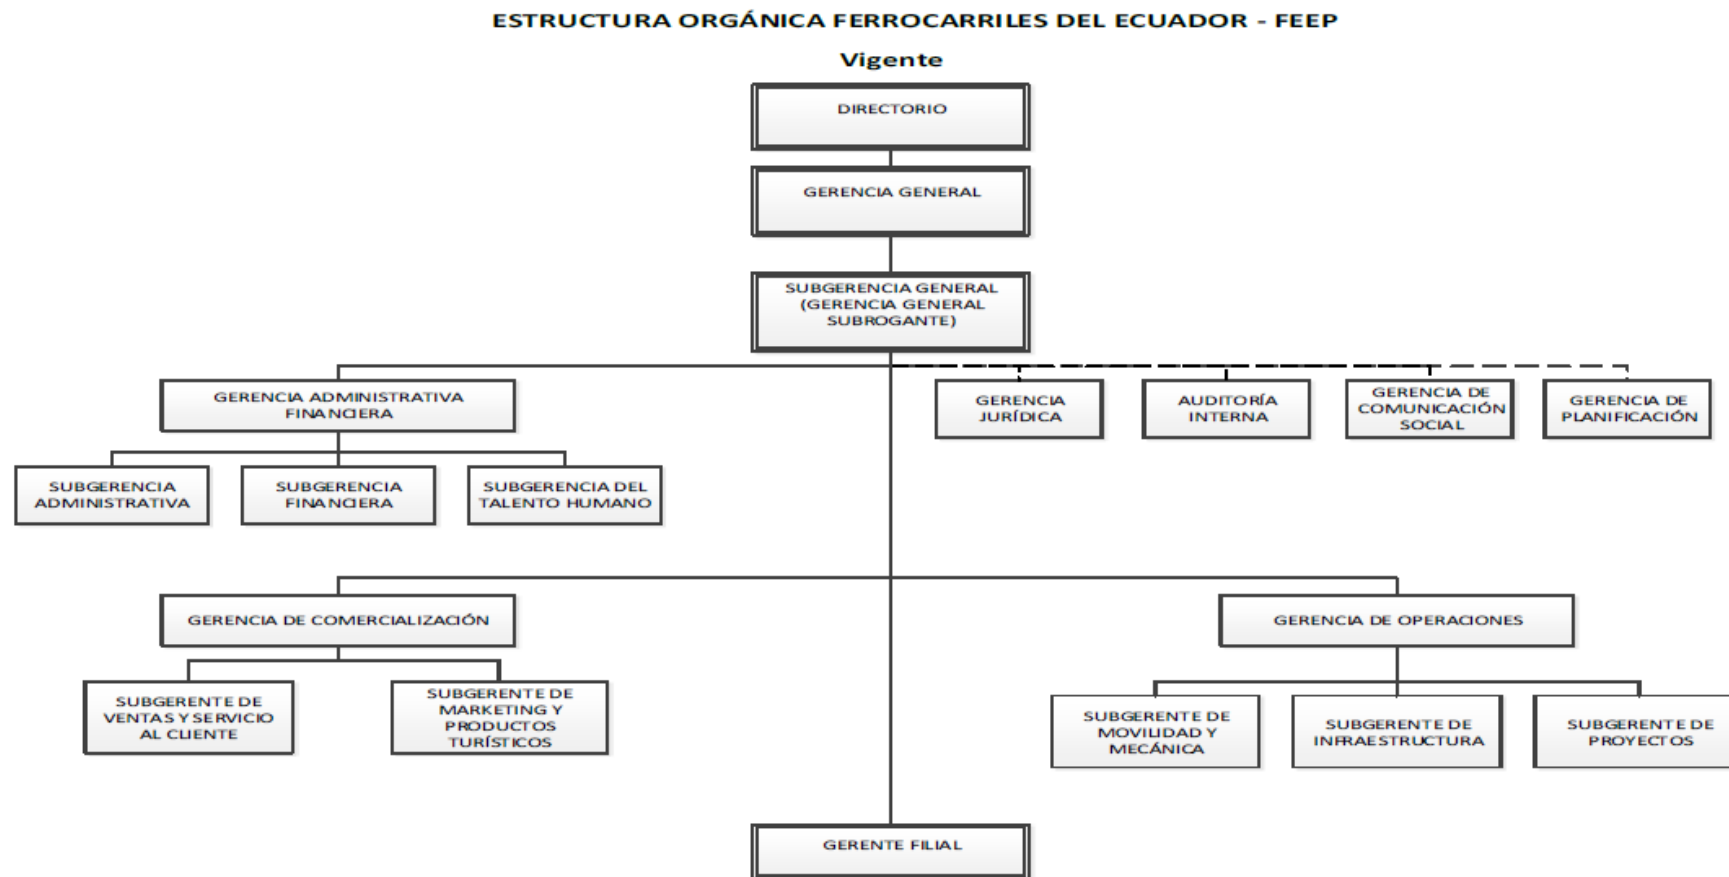 ESTRUCTURA ORGÁNICA FERROCARRILES DEL ECUADOR - FEEP
Vigente
DIRECTORIO
GERENCIA GENERAL
SUBGERENCIA GENERAL
(GERENCIA GENERAL
SUBROGANTE)
GERENCIA ADMINISTRATIVA
FINANCIERA
GERENCIA
JURÍDICA
AUDITORÍA
INTERNA
GERENCIA DE
COMUNICACIÓN
SOCIAL
GERENCIA DE
PLANIFICACIÓN
SUBGERENCIA
ADMINISTRATIVA
SUBGERENCIA
FINANCIERA
SUBGERENCIA DEL
TALENTO HUMANO
GERENCIA DE COMERCIALIZACIÓN
GERENCIA DE OPERACIONES
SUBGERENTE DE
VENTAS Y SERVICIO
AL CLIENTE
SUBGERENTE DE
MARKETING Y
PRODUCTOS
TURÍSTICOS
SUBGERENTE DE
MOVILIDAD Y
MECÁNICA
SUBGERENTE DE
INFRAESTRUCTURA
SUBGERENTE DE
PROYECTOS
GERENTE FILIAL